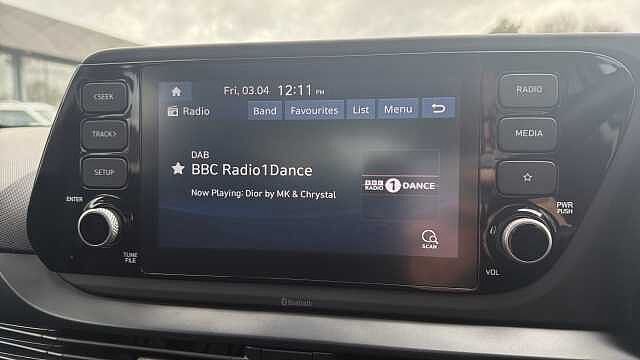 <SEEK
TRACK>
SETUP
ENTER
TUNE
FILE
Fri, 03.04 12:11 PM
Radio Band Favourites List Menu
DAB
BBC Radio1Dance
Now Playing: Dior by MK & Chrystal
BBC
RADIO 1 DANCE
SCAN
RADIO
MEDIA
PWR
PUSH
VOL
Bluetooth